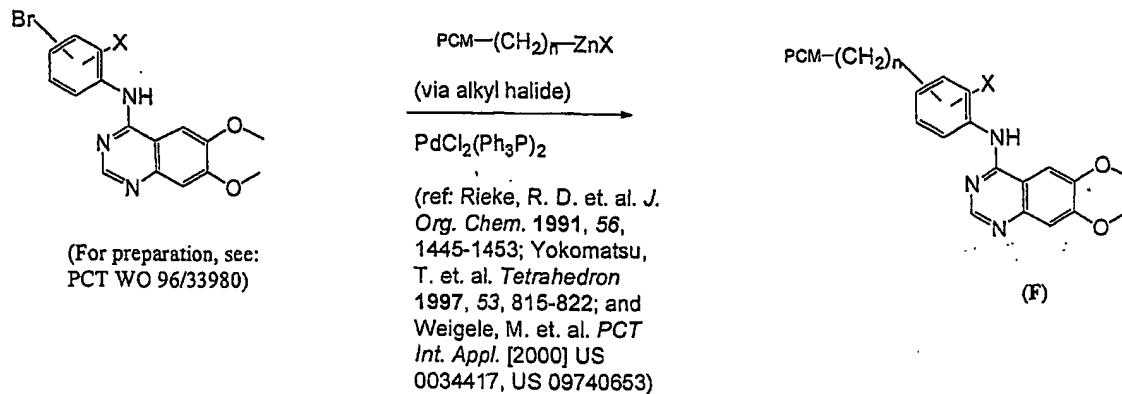 Br
X
NH
N
N
O
O
(For preparation, see:
PCT WO 96/33980)
PCM—(CH2)n—ZnX
(via alkyl halide)
PdCl2(Ph3P)2
(ref: Rieke, R. D. et. al. J.
Org. Chem. 1991, 56,
1445-1453; Yokomatsu,
T. et. al. Tetrahedron
1997, 53, 815-822; and
Weigele, M. et. al. PCT
Int. Appl. [2000] US
0034417, US 09740653)
PCM—(CH2)n
X
NH
N
N
O
O
(F)